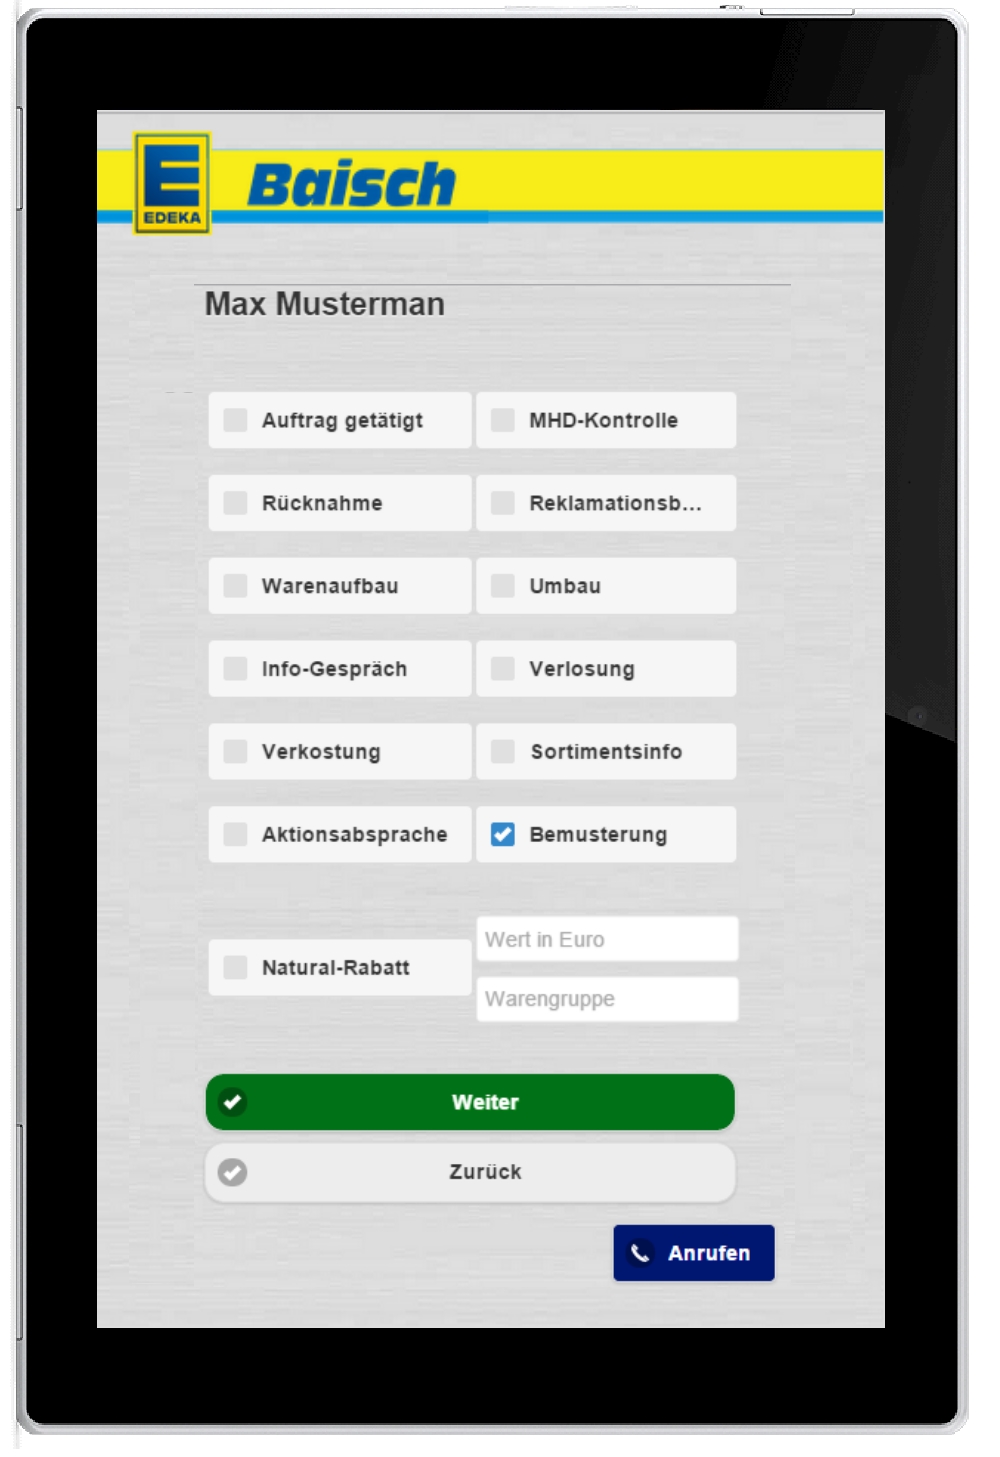 E
EDEKA
Baisch
Max Musterman
Auftrag getätigt
MHD-Kontrolle
Rücknahme
Reklamationsb...
Warenaufbau
Umbau
Info-Gespräch
Verlosung
Verkostung
Sortimentsinfo
Aktionsabsprache
Bemusterung
Natural-Rabatt
Wert in Euro
Warengruppe
Weiter
Zurück
Anrufen